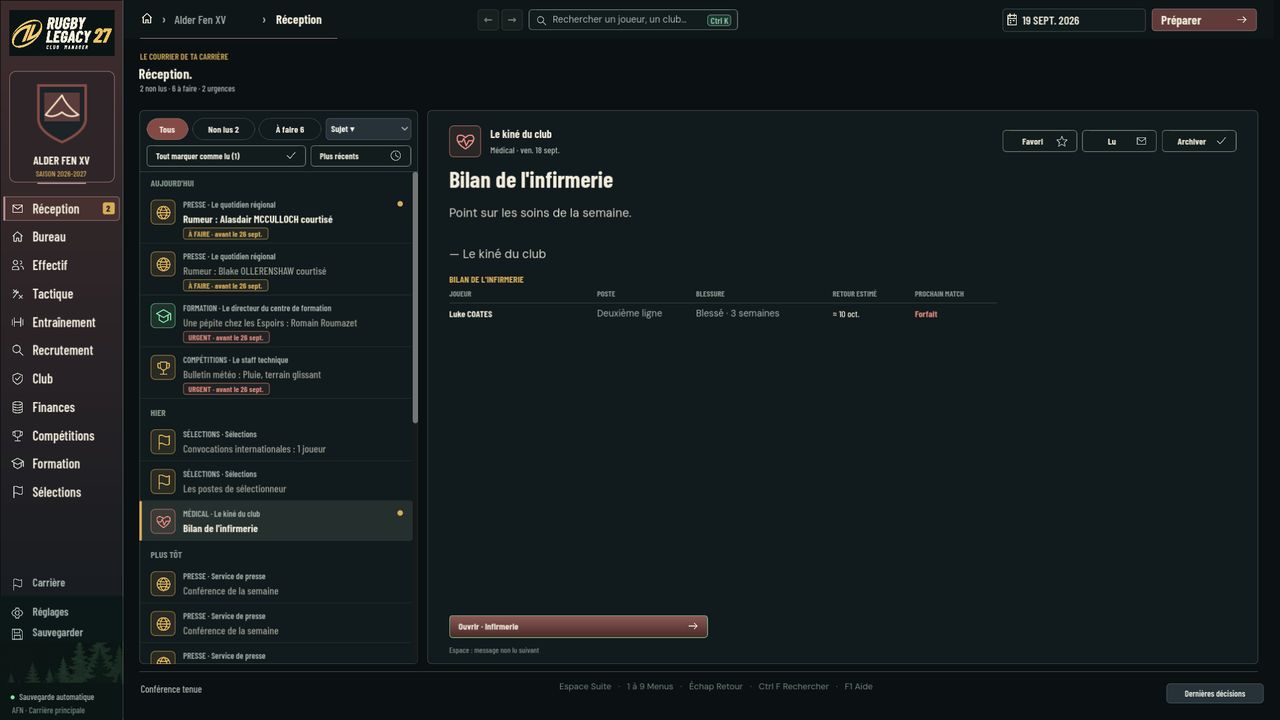 RUGBY
LEGACY 27
CLUB MANAGER
Alder Fen XV
Réception
Rechercher un joueur, un club...
Ctrl K
19 SEPT. 2026
Préparer
ALDER FEN XV
SAISON 2026-2027
Réception
2
Bureau
Effectif
Tactique
Entraînement
Recrutement
Club
Finances
Compétitions
Formation
Sélections
Carrière
Réglages
Sauvegarder
Sauvegarde automatique
AFN · Carrière principale
LE COURRIER DE TA CARRIÈRE
Réception.
2 non lus · 6 à faire · 2 urgences
Tous
Non lus 2
À faire 6
Sujet ▾
Tout marquer comme lu (1)
Plus récents
AUJOURD'HUI
PRESSE · Le quotidien régional
Rumeur : Alasdair MCCULLOCH courtisé
À FAIRE · avant le 26 sept.
PRESSE · Le quotidien régional
Rumeur : Blake OLLERENSHAW courtisé
À FAIRE · avant le 26 sept.
FORMATION · Le directeur du centre de formation
Une pépite chez les Espoirs : Romain Roumazet
URGENT · avant le 26 sept.
COMPÉTITIONS · Le staff technique
Bulletin météo : Pluie, terrain glissant
URGENT · avant le 26 sept.
HIER
SÉLECTIONS · Sélections
Convocations internationales : 1 joueur
SÉLECTIONS · Sélections
Les postes de sélectionneur
MÉDICAL · Le kiné du club
Bilan de l'infirmerie
PLUS TÔT
PRESSE · Service de presse
Conférence de la semaine
PRESSE · Service de presse
Conférence de la semaine
PRESSE · Service de presse
Le kiné du club
Médical · ven. 18 sept.
Favori
Lu
Archiver
Bilan de l'infirmerie
Point sur les soins de la semaine.
— Le kiné du club
BILAN DE L'INFIRMERIE
JOUEUR POSTE BLESSURE RETOUR ESTIMÉ PROCHAIN MATCH
Luke COATES Deuxième ligne Blessé · 3 semaines ≈ 10 oct. Forfait
Ouvrir · Infirmerie
Espace : message non lu suivant
Conférence tenue
Espace Suite · 1 à 9 Menus · Échap Retour · Ctrl F Rechercher · F1 Aide
Dernières décisions